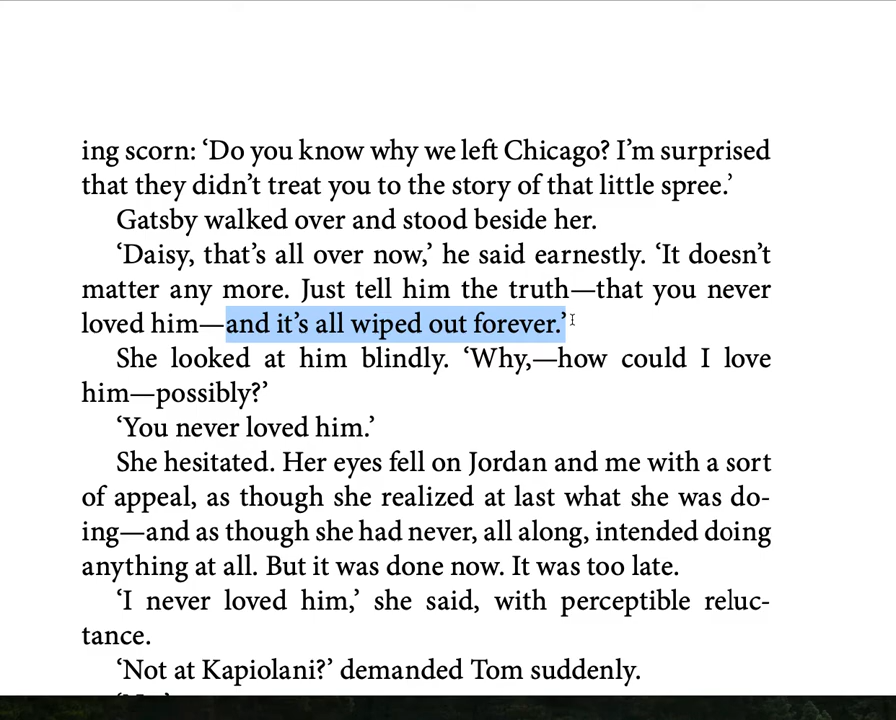 ing scorn: ‘Do you know why we left Chicago? I’m surprised
that they didn’t treat you to the story of that little spree.’
Gatsby walked over and stood beside her.
‘Daisy, that’s all over now,’ he said earnestly. ‘It doesn’t
matter any more. Just tell him the truth—that you never
loved him—and it’s all wiped out forever.’
She looked at him blindly. ‘Why,—how could I love
him—possibly?’
‘You never loved him.’
She hesitated. Her eyes fell on Jordan and me with a sort
of appeal, as though she realized at last what she was do-
ing—and as though she had never, all along, intended doing
anything at all. But it was done now. It was too late.
‘I never loved him,’ she said, with perceptible reluc-
tance.
‘Not at Kapiolani?’ demanded Tom suddenly.